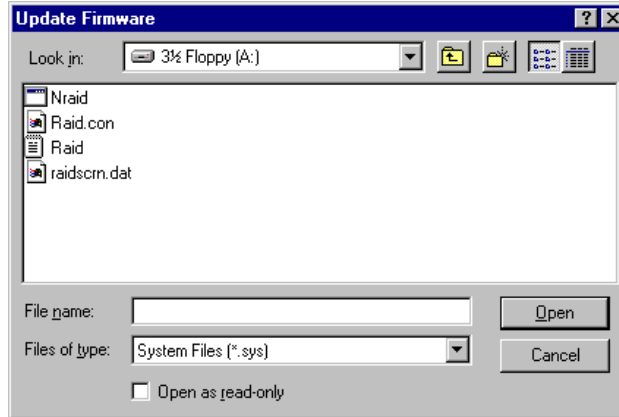 Update Firmware
Look in: 3½ Floppy (A:)
Nraid
Raid.con
Raid
raidscrn.dat
File name:
Open
Files of type: System Files (*.sys)
Cancel
Open as read-only